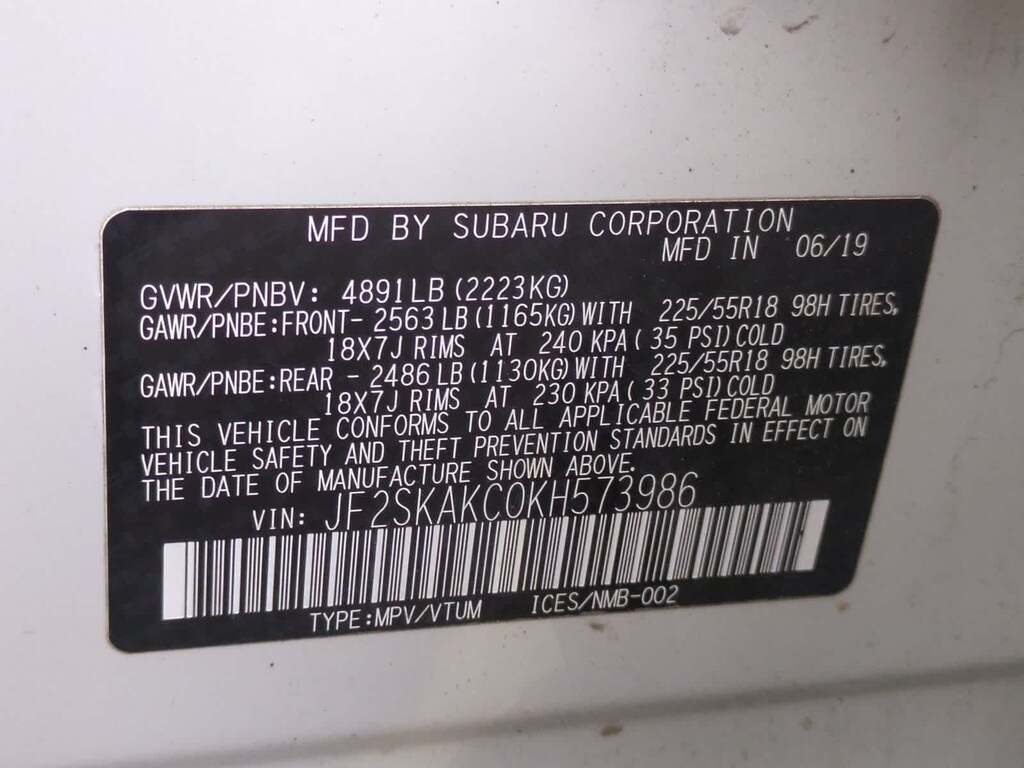 MFD BY SUBARU CORPORATION
MFD IN 06/19
GVWR/PNBV: 4891LB (2223KG)
GAWR/PNBE:FRONT- 2563 LB (1165KG) WITH 225/55R18 98H TIRES,
18X7J RIMS AT 240 KPA ( 35 PSI) COLD
GAWR/PNBE:REAR - 2486 LB (1130KG) WITH 225/55R18 98H TIRES,
18X7J RIMS AT 230 KPA ( 33 PSI) COLD
THIS VEHICLE CONFORMS TO ALL APPLICABLE FEDERAL MOTOR
VEHICLE SAFETY AND THEFT PREVENTION STANDARDS IN EFFECT ON
THE DATE OF MANUFACTURE SHOWN ABOVE.
VIN: JF2SKAKC0KH573986
TYPE:MPV/VTUM ICES/NMB-002